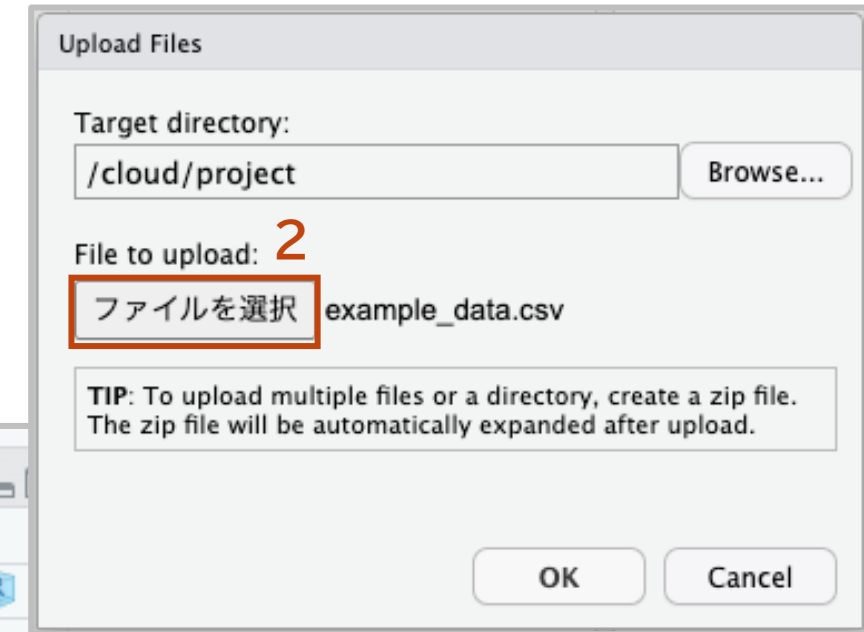 Upload Files
Target directory:
/cloud/project
Browse...
File to upload: 2
ファイルを選択 example_data.csv
TIP: To upload multiple files or a directory, create a zip file.
The zip file will be automatically expanded after upload.
OK Cancel